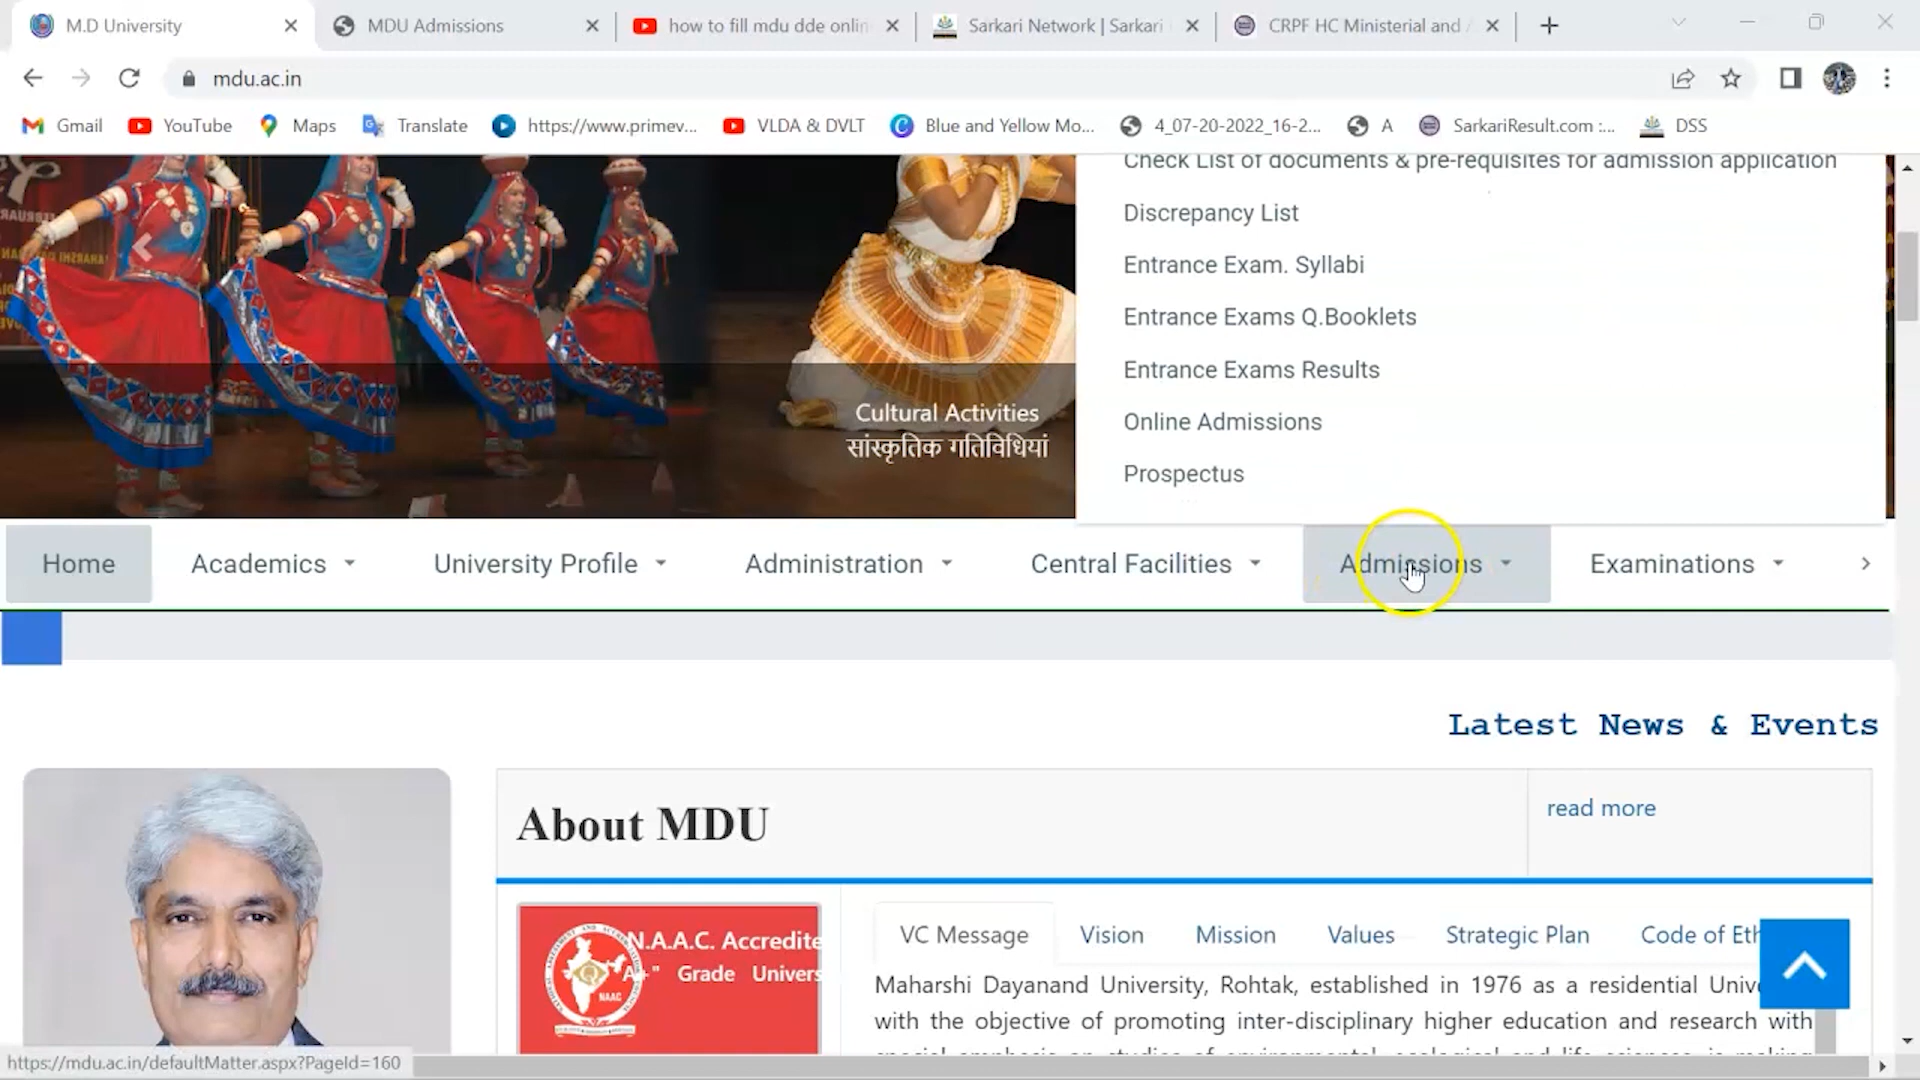 M.D University
MDU Admissions
how to fill mdu dde onlin
Sarkari Network | Sarkari
CRPF HC Ministerial and
mdu.ac.in
Gmail
YouTube
Maps
Translate
https://www.primev...
VLDA & DVLT
Blue and Yellow Mo...
4_07-20-2022_16-2...
A
SarkariResult.com :...
DSS
Check List of documents & pre-requisites for admission application
Discrepancy List
Entrance Exam. Syllabi
Entrance Exams Q.Booklets
Entrance Exams Results
Online Admissions
Prospectus
Cultural Activities
सांस्कृतिक गतिविधियां
Home
Academics
University Profile
Administration
Central Facilities
Admissions
Examinations
Latest News & Events
About MDU
read more
N.A.A.C. Accredite
A+" Grade Univers
NAAC
VC Message
Vision
Mission
Values
Strategic Plan
Code of Eth
Maharshi Dayanand University, Rohtak, established in 1976 as a residential Unive
with the objective of promoting inter-disciplinary higher education and research with
https://mdu.ac.in/defaultMatter.aspx?PageId=160